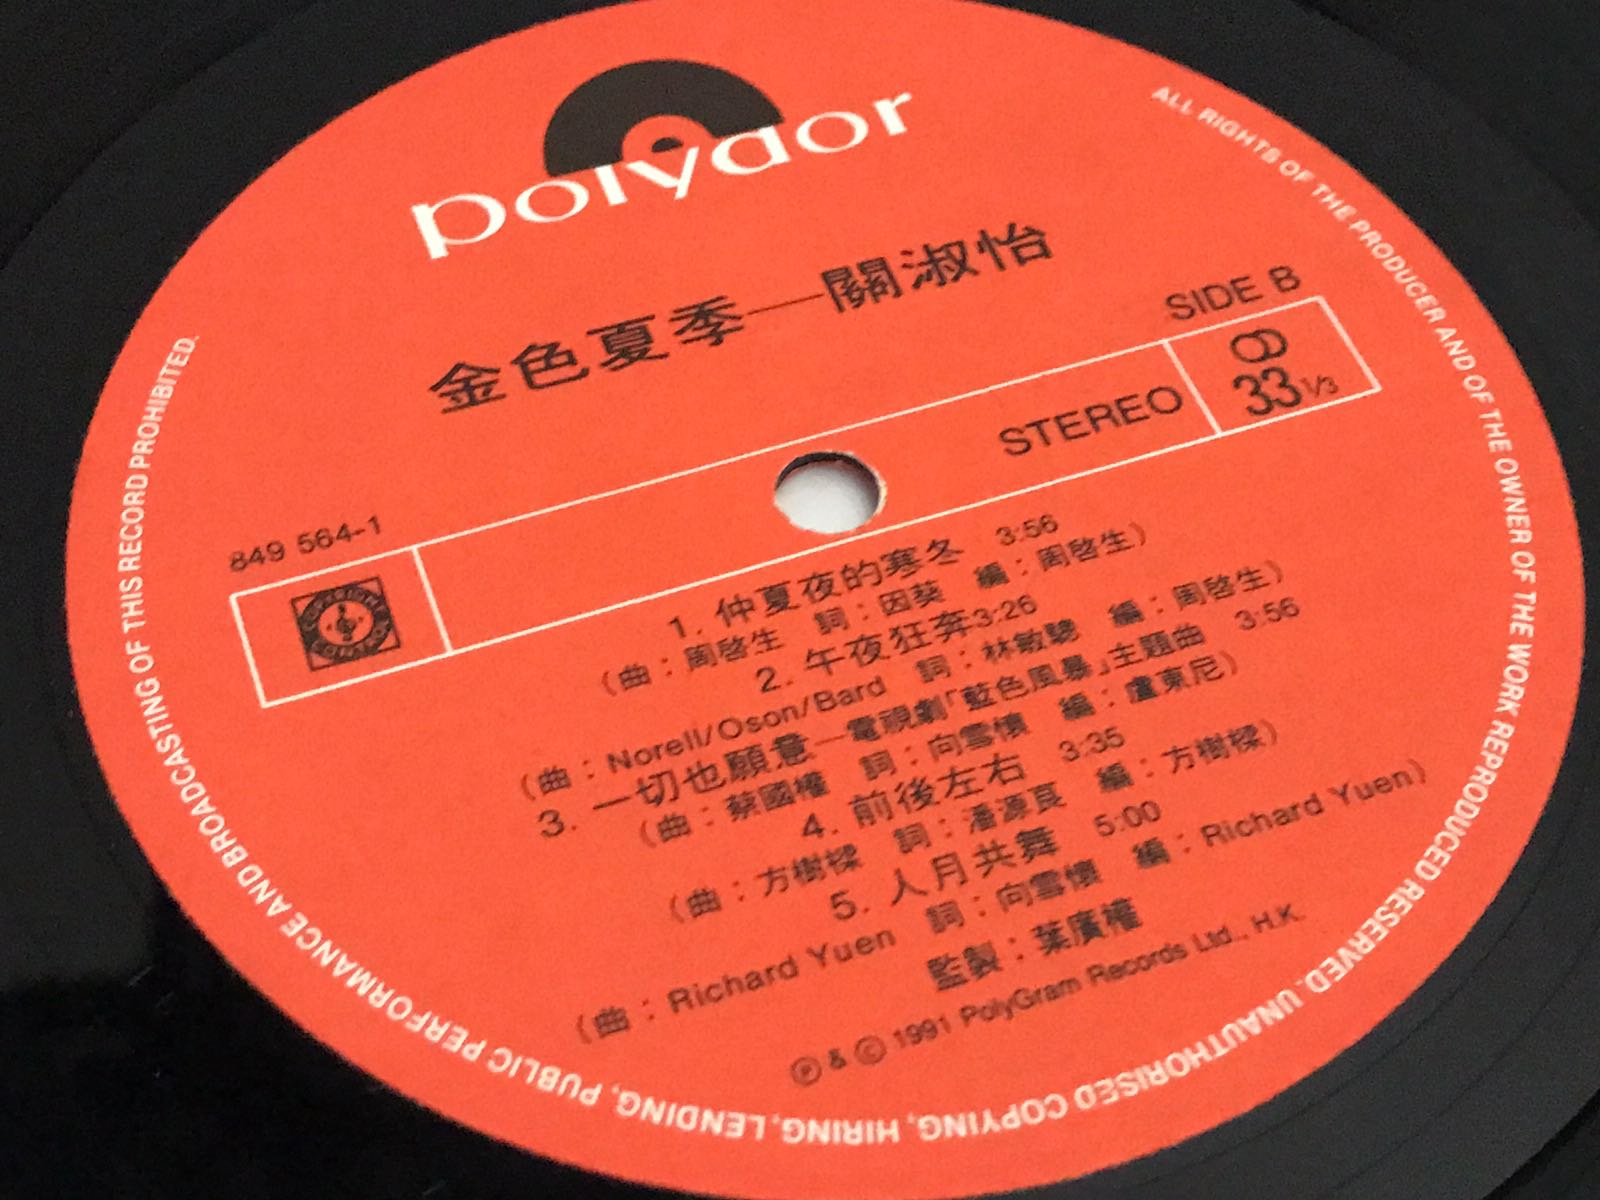 polydor
金色夏季—關淑怡
SIDE B
STEREO
33 1/3
849 564-1
1. 仲夏夜的寒冬 3:56
(曲：周啓生 詞：因葵 編：周啓生)
2. 午夜狂奔3:26
(曲：Norell/Oson/Bard 詞：林敏驄 編：周啓生)
3. 一切也願意—電視劇「藍色風暴」主題曲 3:56
(曲：蔡國權 詞：向雪懷 編：盧東尼)
4. 前後左右 3:35
(曲：方樹樑 詞：潘源良 編：方樹樑)
5. 人月共舞 5:00
(曲：Richard Yuen 詞：向雪懷 編：Richard Yuen)
監製：葉廣權
Ⓟ & © 1991 PolyGram Records Ltd., H.K.
ALL RIGHTS OF THE PRODUCER AND OF THE OWNER OF THE WORK REPRODUCED RESERVED. UNAUTHORISED COPYING, HIRING, LENDING, PUBLIC PERFORMANCE AND BROADCASTING OF THIS RECORD PROHIBITED.